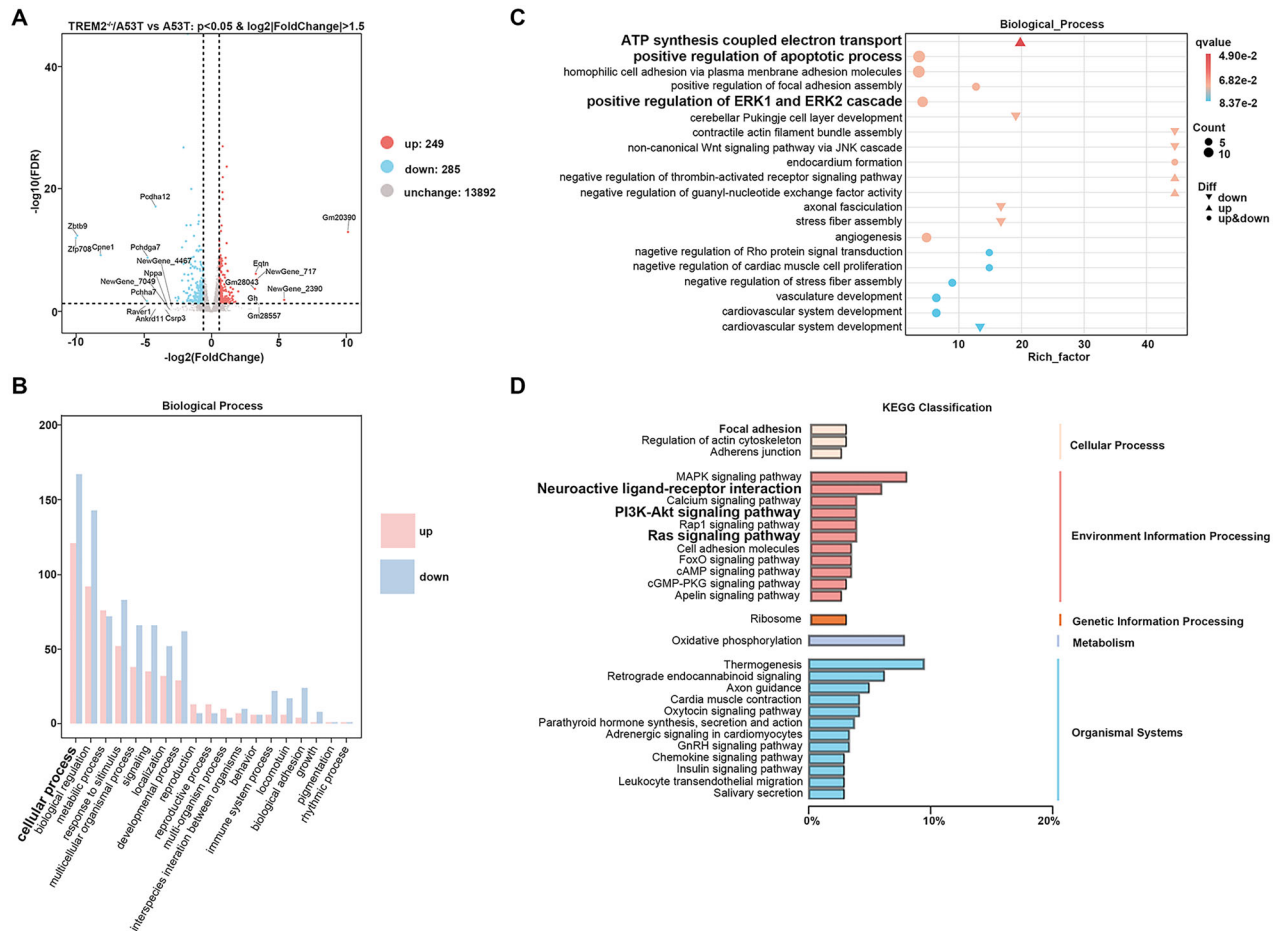 A
TREM2-/-/A53T vs A53T: p<0.05 & log2|FoldChange|>1.5
-log10(FDR)
40
20
0
-10
-5
0
5
10
-log2(FoldChange)
Pcdha12
Zbtb9
Zfp708
Cpne1
Pchdga7
NewGene_4467
Nppa
NewGene_7049
Pchha7
Raver1
Ankrd11
Csrp3
Gm20390
Eqtn
NewGene_717
Gm28043
NewGene_2390
Gh
Gm28557
up: 249
down: 285
unchange: 13892
B
Biological Process
200
150
100
50
0
cellular process
biological regulation
metabilic process
response to sitimulus
multicellular organismal process
signaling
localization
developmental process
reproduction
reproductive process
multi-organism process
interspecies interation between organisms
behavior
immune system process
locomotuin
biological adhesion
growth
pigmentation
rhythmic procese
up
down
C
Biological_Process
ATP synthesis coupled electron transport
positive regulation of apoptotic process
homophilic cell adhesion via plasma menbrane adhesion molecules
positive regulation of focal adhesion assembly
positive regulation of ERK1 and ERK2 cascade
cerebellar Pukingje cell layer development
contractile actin filament bundle assembly
non-canonical Wnt signaling pathway via JNK cascade
endocardium formation
negative regulation of thrombin-activated receptor signaling pathway
negative regulation of guanyl-nucleotide exchange factor activity
axonal fasciculation
stress fiber assembly
angiogenesis
nagetive regulation of Rho protein signal transduction
nagetive regulation of cardiac muscle cell proliferation
negative regulation of stress fiber assembly
vasculature development
cardiovascular system development
cardiovascular system development
10
20
30
40
Rich_factor
qvalue
4.90e-2
6.82e-2
8.37e-2
Count
5
10
Diff
down
up
up&down
D
KEGG Classification
Focal adhesion
Regulation of actin cytoskeleton
Adherens junction
Cellular Processs
MAPK signaling pathway
Neuroactive ligand-receptor interaction
Calcium signaling pathway
PI3K-Akt signaling pathway
Rap1 signaling pathway
Ras signaling pathway
Cell adhesion molecules
FoxO signaling pathway
cAMP signaling pathway
cGMP-PKG signaling pathway
Apelin signaling pathway
Environment Information Processing
Ribosome
Genetic Information Processing
Oxidative phosphorylation
Metabolism
Thermogenesis
Retrograde endocannabinoid signaling
Axon guidance
Cardia muscle contraction
Oxytocin signaling pathway
Parathyroid hormone synthesis, secretion and action
Adrenergic signaling in cardiomyocytes
GnRH signaling pathway
Chemokine signaling pathway
Insulin signaling pathway
Leukocyte transendothelial migration
Salivary secretion
Organismal Systems
0%
10%
20%